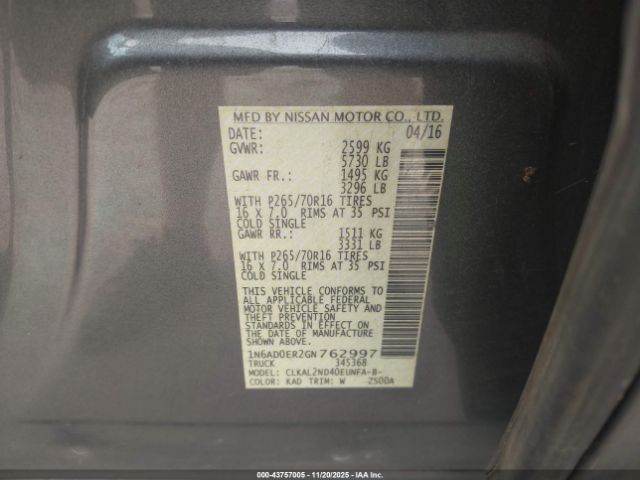 MFD BY NISSAN MOTOR CO., LTD.
DATE: 04/16
GVWR: 2599 KG
5730 LB
GAWR FR.: 1495 KG
3296 LB
WITH P265/70R16 TIRES
16 X 7.0 RIMS AT 35 PSI
COLD SINGLE
GAWR RR.: 1511 KG
3331 LB
WITH P265/70R16 TIRES
16 X 7.0 RIMS AT 35 PSI
COLD SINGLE
THIS VEHICLE CONFORMS TO
ALL APPLICABLE FEDERAL
MOTOR VEHICLE SAFETY AND
THEFT PREVENTION
STANDARDS IN EFFECT ON
THE DATE OF MANUFACTURE SHOWN
ABOVE.
1N6AD0ER2GN762997
TRUCK 345368
MODEL: CLKAL2ND40EUNFA-B-
COLOR: KAD TRIM: W Z50DA
000-43757005 - 11/20/2025 - IAA Inc.